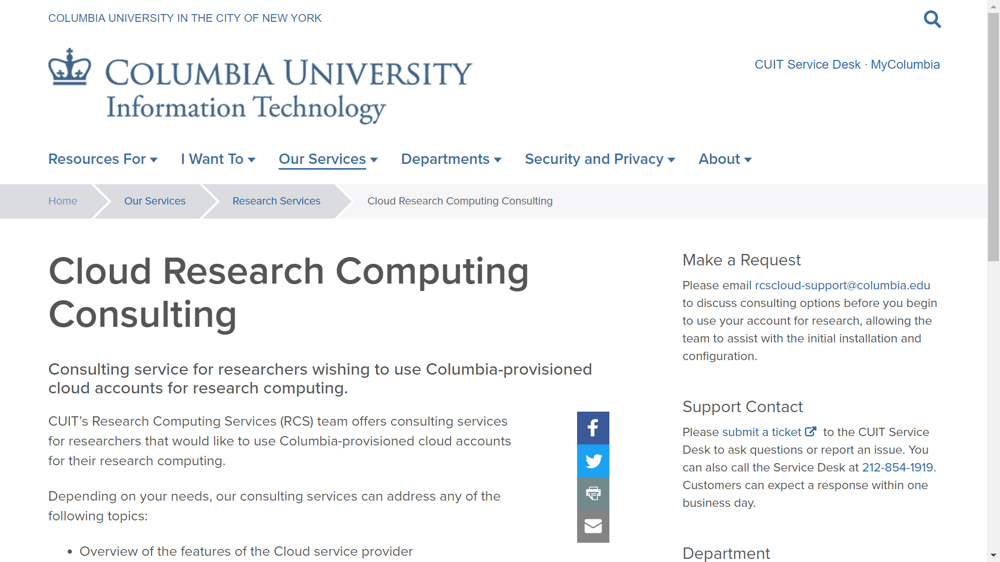 COLUMBIA UNIVERSITY IN THE CITY OF NEW YORK
COLUMBIA UNIVERSITY
Information Technology
CUIT Service Desk · MyColumbia
Resources For
I Want To
Our Services
Departments
Security and Privacy
About
Home
Our Services
Research Services
Cloud Research Computing Consulting
Cloud Research Computing
Consulting
Consulting service for researchers wishing to use Columbia-provisioned
cloud accounts for research computing.
CUIT’s Research Computing Services (RCS) team offers consulting services
for researchers that would like to use Columbia-provisioned cloud accounts
for their research computing.
Depending on your needs, our consulting services can address any of the
following topics:
• Overview of the features of the Cloud service provider
Make a Request
Please email rcscloud-support@columbia.edu
to discuss consulting options before you begin
to use your account for research, allowing the
team to assist with the initial installation and
configuration.
Support Contact
Please submit a ticket to the CUIT Service
Desk to ask questions or report an issue. You
can also call the Service Desk at 212-854-1919.
Customers can expect a response within one
business day.
Department